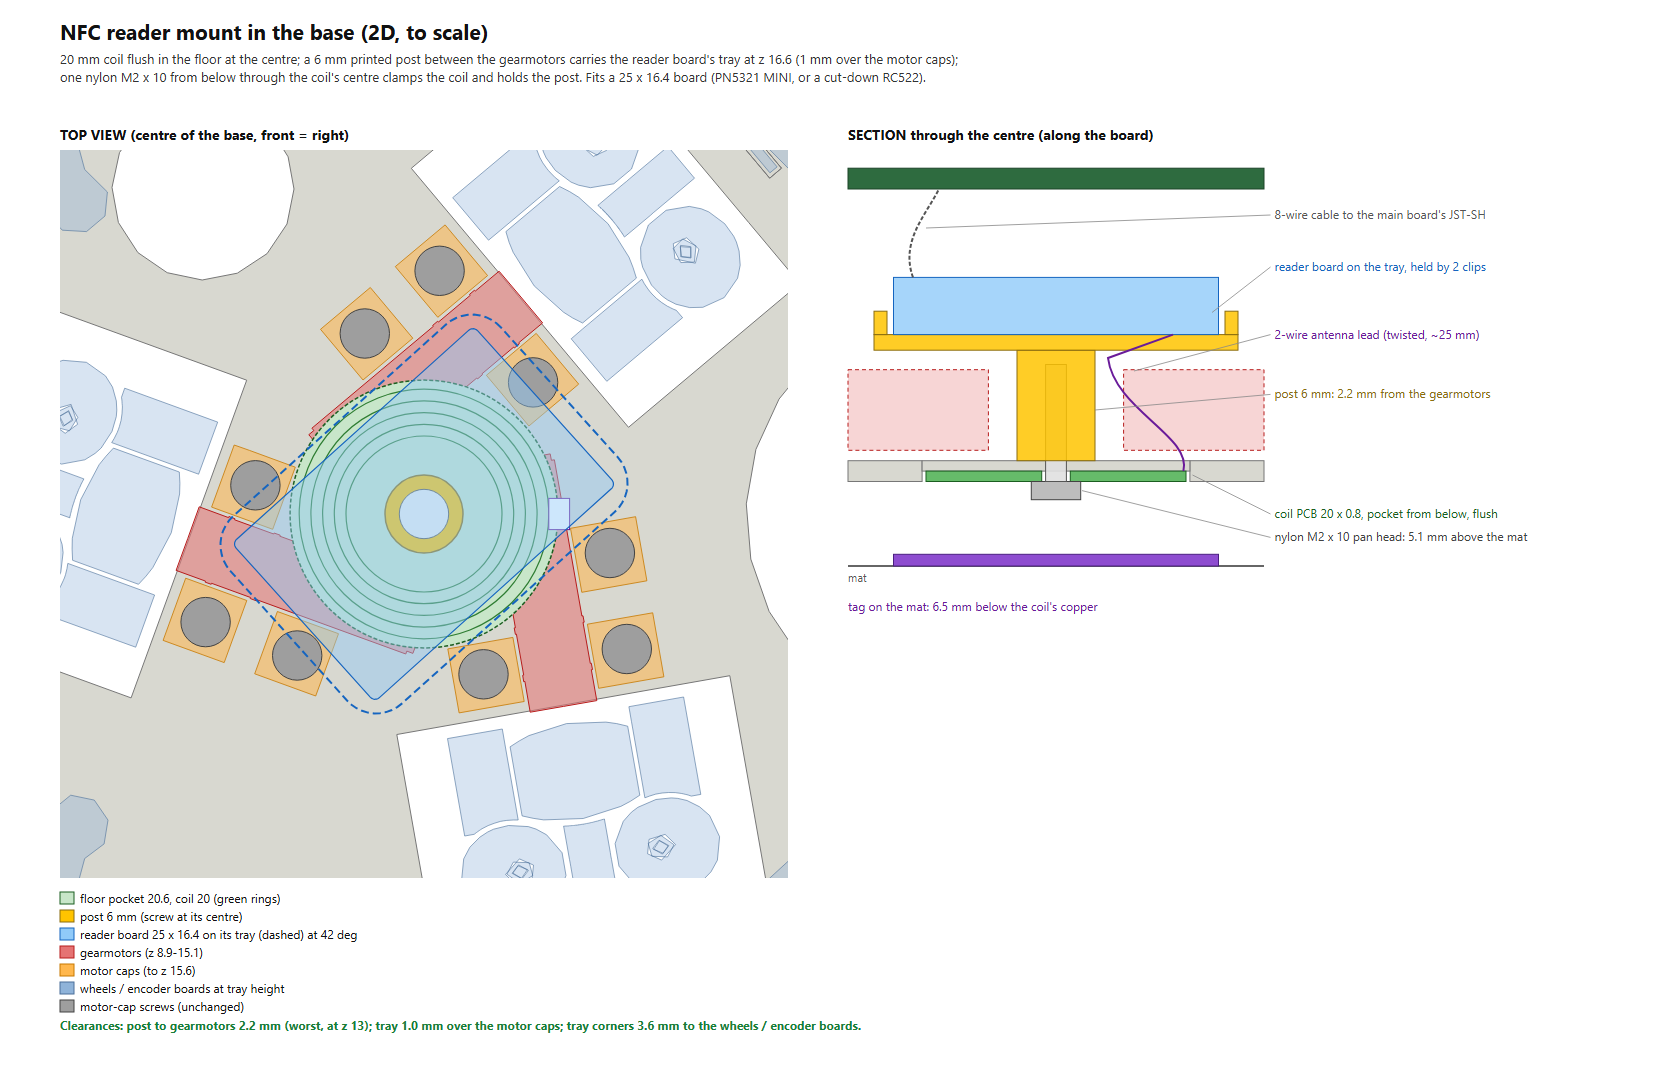 NFC reader mount in the base (2D, to scale)
20 mm coil flush in the floor at the centre; a 6 mm printed post between the gearmotors carries the reader board's tray at z 16.6 (1 mm over the motor caps);
one nylon M2 x 10 from below through the coil's centre clamps the coil and holds the post. Fits a 25 x 16.4 board (PN5321 MINI, or a cut-down RC522).
TOP VIEW (centre of the base, front = right)
SECTION through the centre (along the board)
8-wire cable to the main board's JST-SH
reader board on the tray, held by 2 clips
2-wire antenna lead (twisted, ~25 mm)
post 6 mm: 2.2 mm from the gearmotors
coil PCB 20 x 0.8, pocket from below, flush
nylon M2 x 10 pan head: 5.1 mm above the mat
mat
tag on the mat: 6.5 mm below the coil's copper
floor pocket 20.6, coil 20 (green rings)
post 6 mm (screw at its centre)
reader board 25 x 16.4 on its tray (dashed) at 42 deg
gearmotors (z 8.9-15.1)
motor caps (to z 15.6)
wheels / encoder boards at tray height
motor-cap screws (unchanged)
Clearances: post to gearmotors 2.2 mm (worst, at z 13); tray 1.0 mm over the motor caps; tray corners 3.6 mm to the wheels / encoder boards.